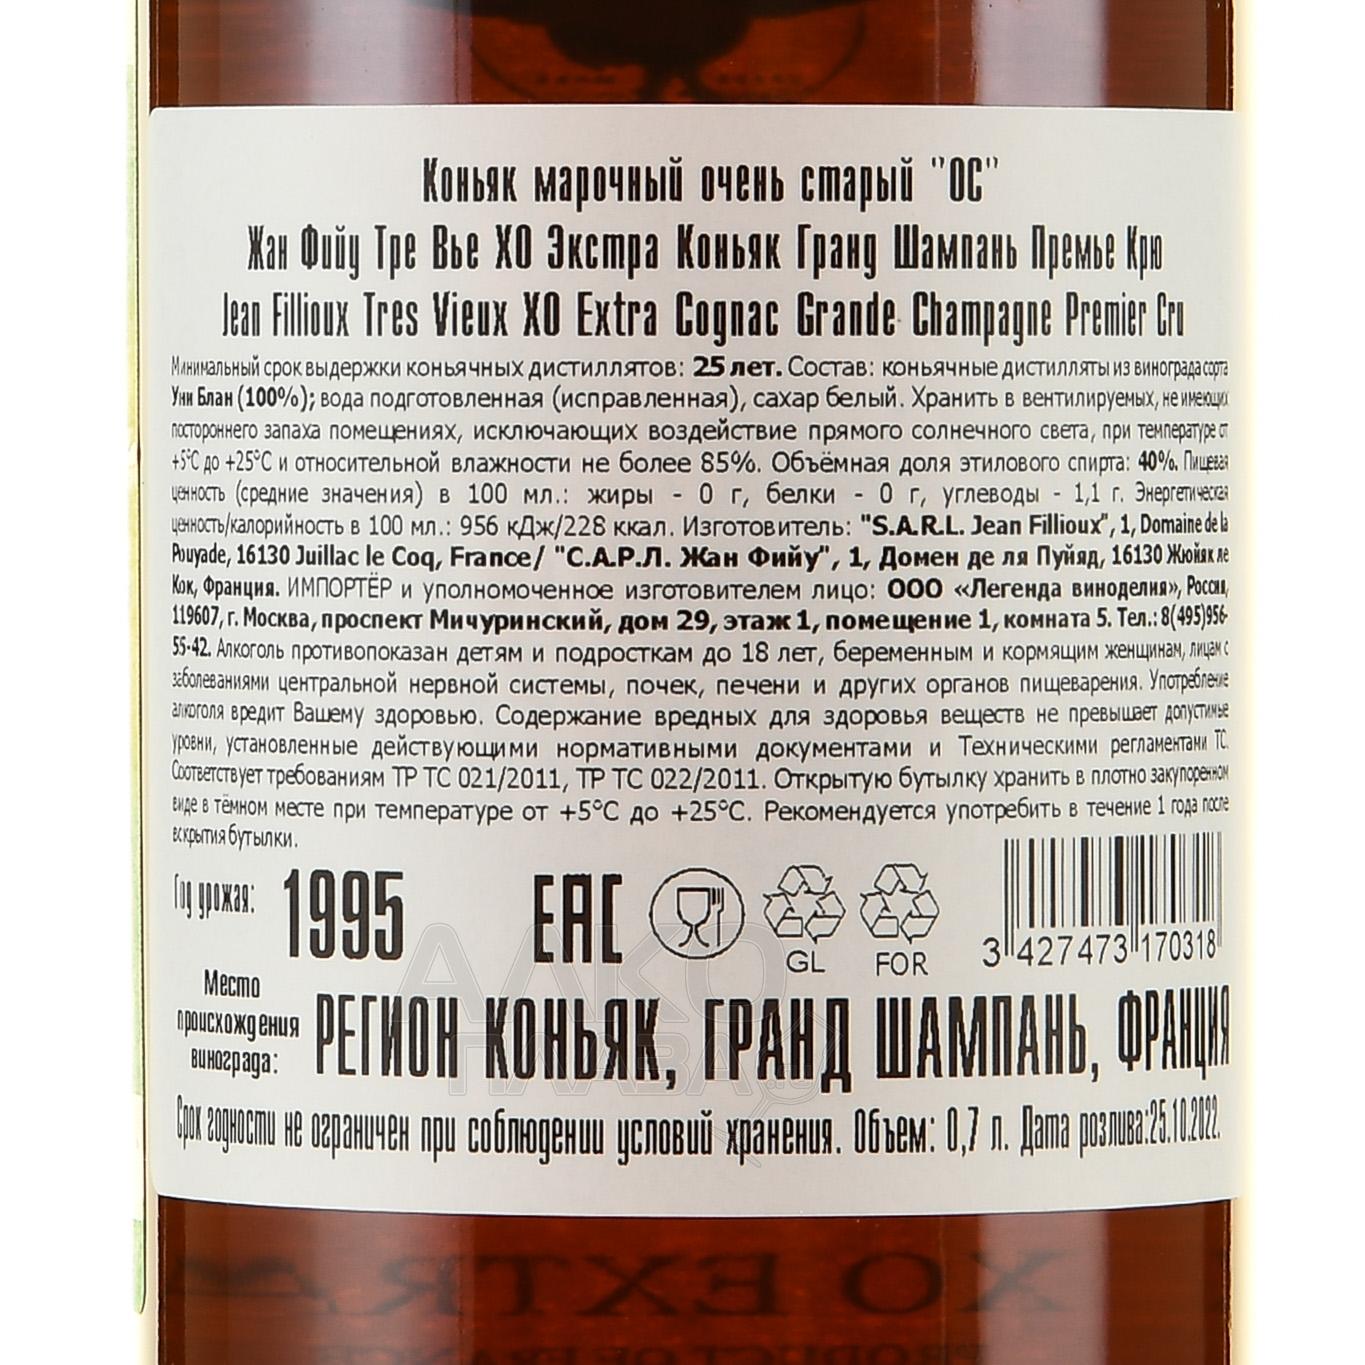 Коньяк марочный очень старый "ОС"
Жан Фийу Тре Вье ХО Экстра Коньяк Гранд Шампань Премье Крю
Jean Fillioux Tres Vieux XO Extra Cognac Grande Champagne Premier Cru
Минимальный срок выдержки коньячных дистиллятов: 25 лет. Состав: коньячные дистилляты из винограда сорта
Уни Блан (100%); вода подготовленная (исправленная), сахар белый. Хранить в вентилируемых, не имеющих
постороннего запаха помещениях, исключающих воздействие прямого солнечного света, при температуре от
+5°С до +25°С и относительной влажности не более 85%. Объёмная доля этилового спирта: 40%. Пищевая
ценность (средние значения) в 100 мл.: жиры - 0 г, белки - 0 г, углеводы - 1,1 г. Энергетическая
ценность/калорийность в 100 мл.: 956 кДж/228 ккал. Изготовитель: "S.A.R.L. Jean Fillioux", 1, Domaine de la
Pouyade, 16130 Juillac le Coq, France/ "С.А.Р.Л. Жан Фийу", 1, Домен де ля Пуйяд, 16130 Жюйяк ле
Кок, Франция. ИМПОРТЁР и уполномоченное изготовителем лицо: ООО «Легенда виноделия», Россия,
119607, г. Москва, проспект Мичуринский, дом 29, этаж 1, помещение 1, комната 5. Тел.: 8(495)956-
55-42. Алкоголь противопоказан детям и подросткам до 18 лет, беременным и кормящим женщинам, лицам с
заболеваниями центральной нервной системы, почек, печени и других органов пищеварения. Употребление
алкоголя вредит Вашему здоровью. Содержание вредных для здоровья веществ не превышает допустимые
уровни, установленные действующими нормативными документами и Техническими регламентами ТС.
Соответствует требованиям ТР ТС 021/2011, ТР ТС 022/2011. Открытую бутылку хранить в плотно закупоренном
виде в тёмном месте при температуре от +5°С до +25°С. Рекомендуется употребить в течение 1 года после
вскрытия бутылки.
Год урожая: 1995 ЕАС
GL FOR
3 427473 170318
Место
происхождения
винограда:
РЕГИОН КОНЬЯК, ГРАНД ШАМПАНЬ, ФРАНЦИЯ
Срок годности не ограничен при соблюдении условий хранения. Объем: 0,7 л. Дата розлива:25.10.2022.
АЛКО
ГЛАВА.ru
XO EXTRA
PRODUCT OF FRANCE